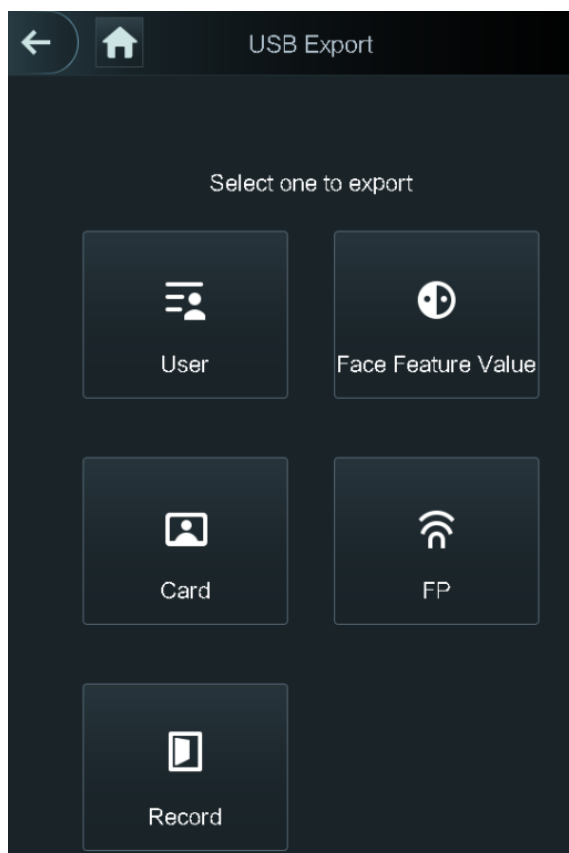 USB Export
Select one to export
User
Face Feature Value
Card
FP
Record